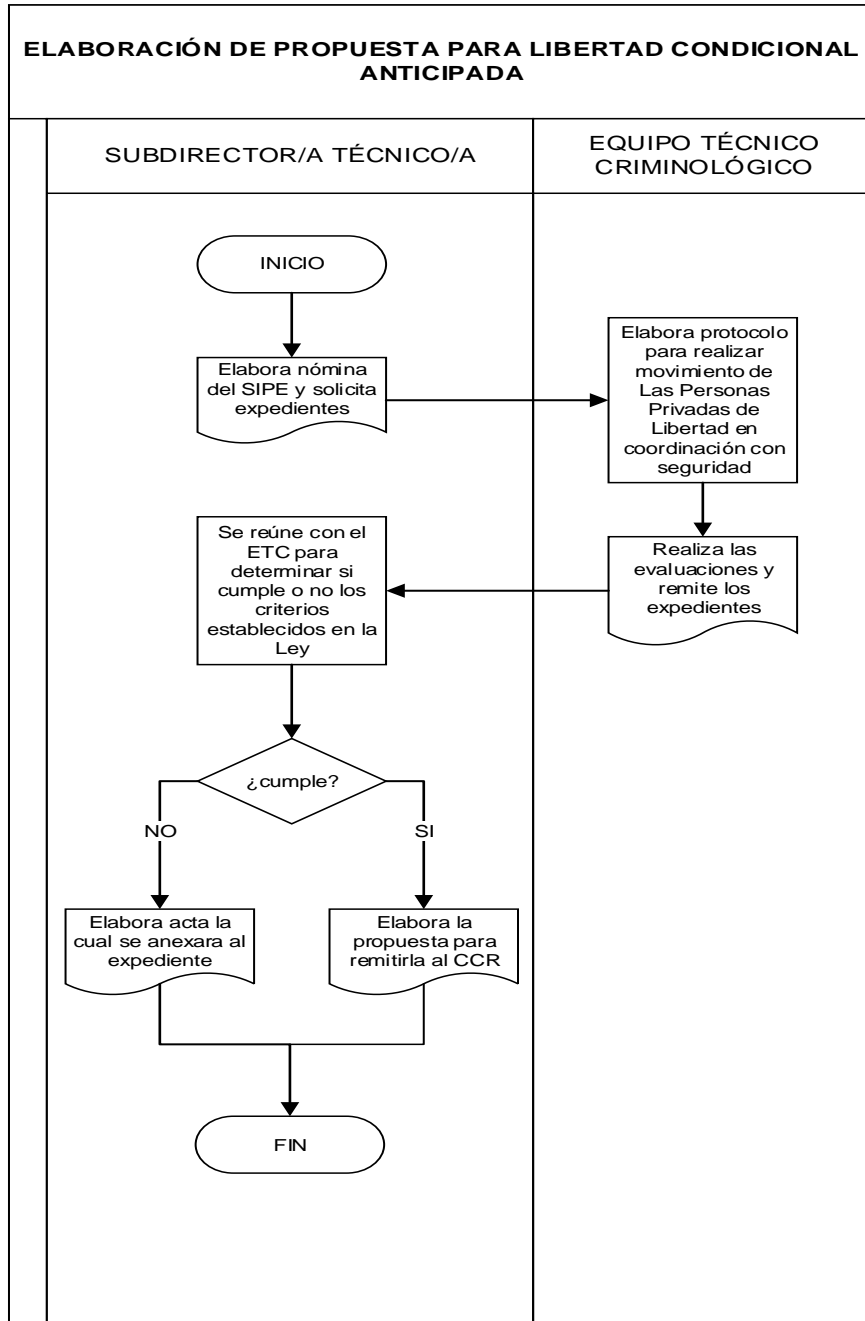 ELABORACIÓN DE PROPUESTA PARA LIBERTAD CONDICIONAL
ANTICIPADA
SUBDIRECTOR/A TÉCNICO/A
EQUIPO TÉCNICO
CRIMINOLÓGICO
INICIO
Elabora nómina
del SIPE y solicita
expedientes
Elabora protocolo
para realizar
movimiento de
Las Personas
Privadas de
Libertad en
coordinación con
seguridad
Realiza las
evaluaciones y
remite los
expedientes
Se reúne con el
ETC para
determinar si
cumple o no los
criterios
establecidos en la
Ley
¿cumple?
NO
SI
Elabora acta la
cual se anexara al
expediente
Elabora la
propuesta para
remitirla al CCR
FIN